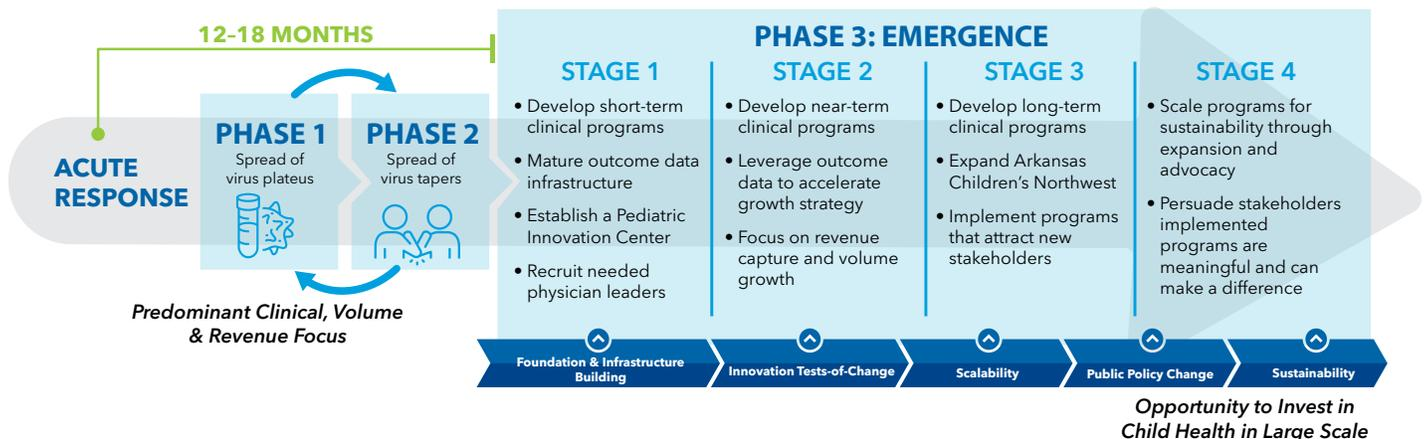 12–18 MONTHS
ACUTE
RESPONSE
PHASE 1
Spread of
virus plateus
PHASE 2
Spread of
virus tapers
Predominant Clinical, Volume
& Revenue Focus
PHASE 3: EMERGENCE
STAGE 1
• Develop short-term
clinical programs
• Mature outcome data
infrastructure
• Establish a Pediatric
Innovation Center
• Recruit needed
physician leaders
STAGE 2
• Develop near-term
clinical programs
• Leverage outcome
data to accelerate
growth strategy
• Focus on revenue
capture and volume
growth
STAGE 3
• Develop long-term
clinical programs
• Expand Arkansas
Children’s Northwest
• Implement programs
that attract new
stakeholders
STAGE 4
• Scale programs for
sustainability through
expansion and
advocacy
• Persuade stakeholders
implemented
programs are
meaningful and can
make a difference
Foundation & Infrastructure
Building
Innovation Tests-of-Change
Scalability
Public Policy Change
Sustainability
Opportunity to Invest in
Child Health in Large Scale